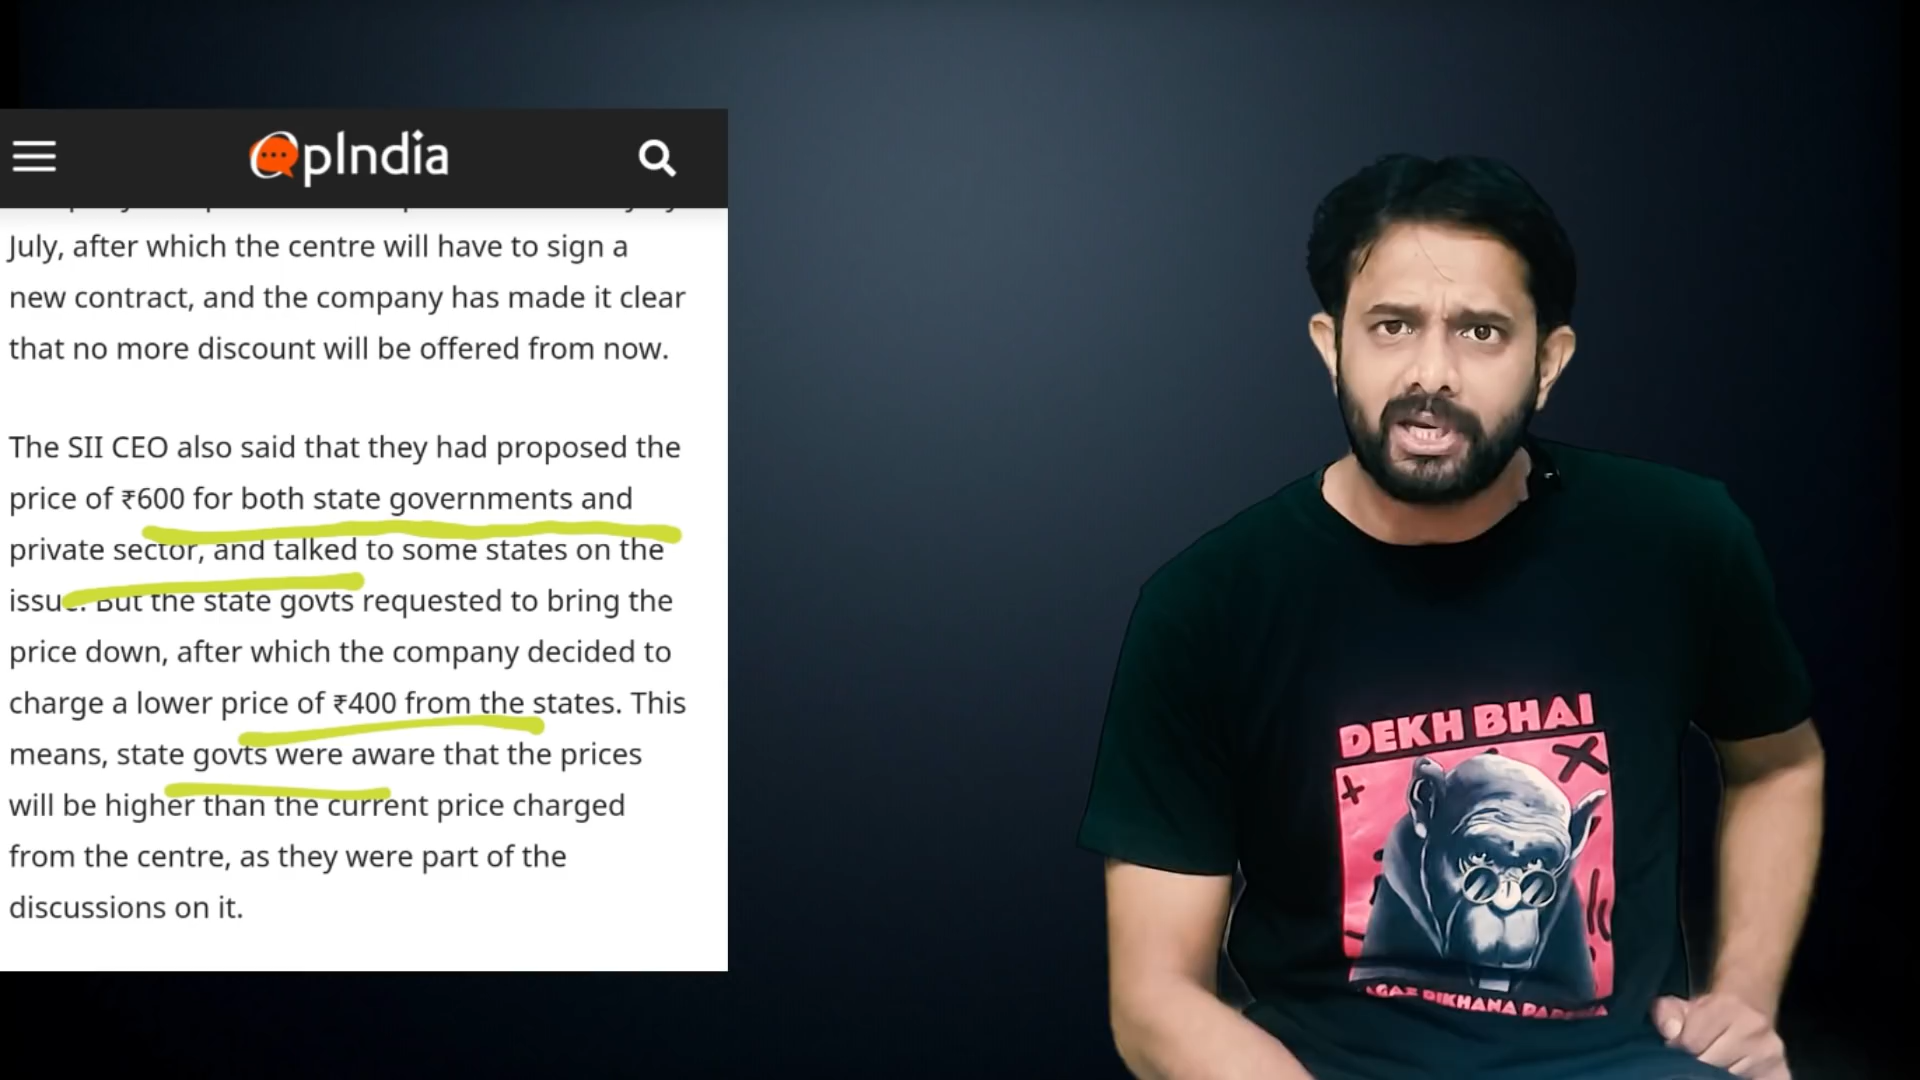 OpIndia
July, after which the centre will have to sign a
new contract, and the company has made it clear
that no more discount will be offered from now.
The SII CEO also said that they had proposed the
price of ₹600 for both state governments and
private sector, and talked to some states on the
issue. But the state govts requested to bring the
price down, after which the company decided to
charge a lower price of ₹400 from the states. This
means, state govts were aware that the prices
will be higher than the current price charged
from the centre, as they were part of the
discussions on it.
DEKH BHAI
DIKHANA